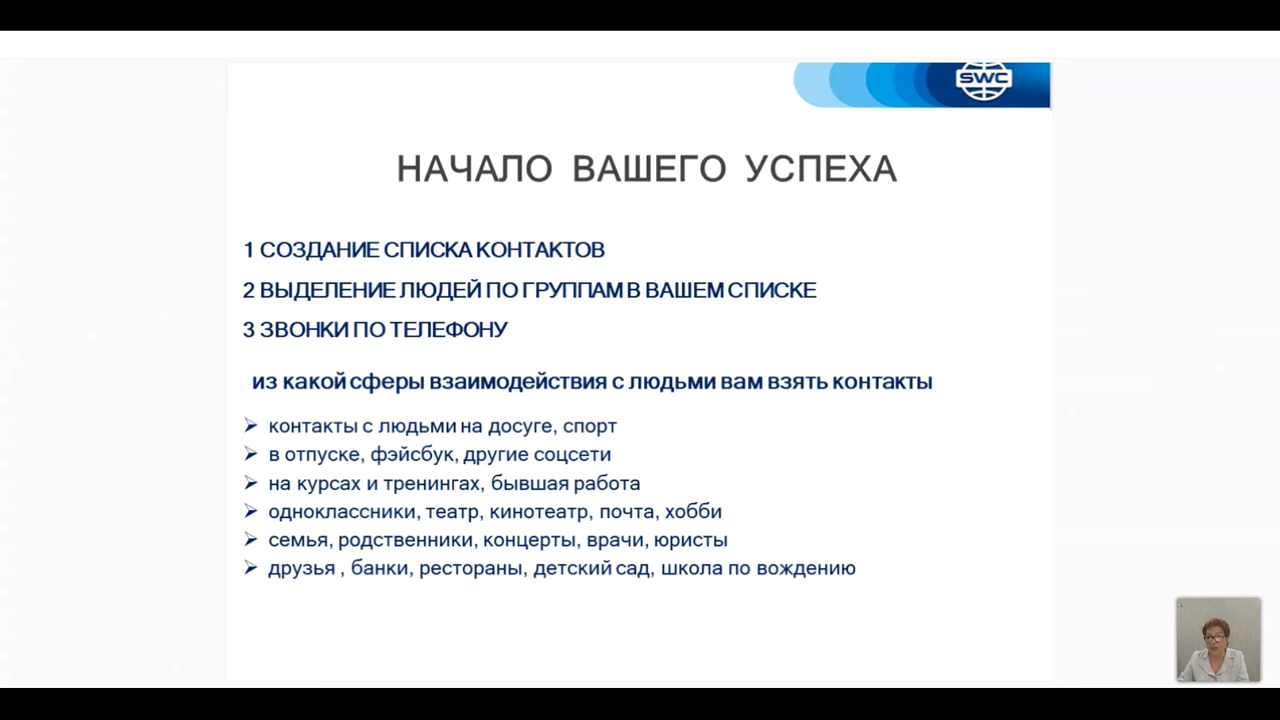 SWC
НАЧАЛО ВАШЕГО УСПЕХА
1 СОЗДАНИЕ СПИСКА КОНТАКТОВ
2 ВЫДЕЛЕНИЕ ЛЮДЕЙ ПО ГРУППАМ В ВАШЕМ СПИСКЕ
3 ЗВОНКИ ПО ТЕЛЕФОНУ
из какой сферы взаимодействия с людьми вам взять контакты
контакты с людьми на досуге, спорт
в отпуске, фэйсбук, другие соцсети
на курсах и тренингах, бывшая работа
одноклассники, театр, кинотеатр, почта, хобби
семья, родственники, концерты, врачи, юристы
друзья , банки, рестораны, детский сад, школа по вождению